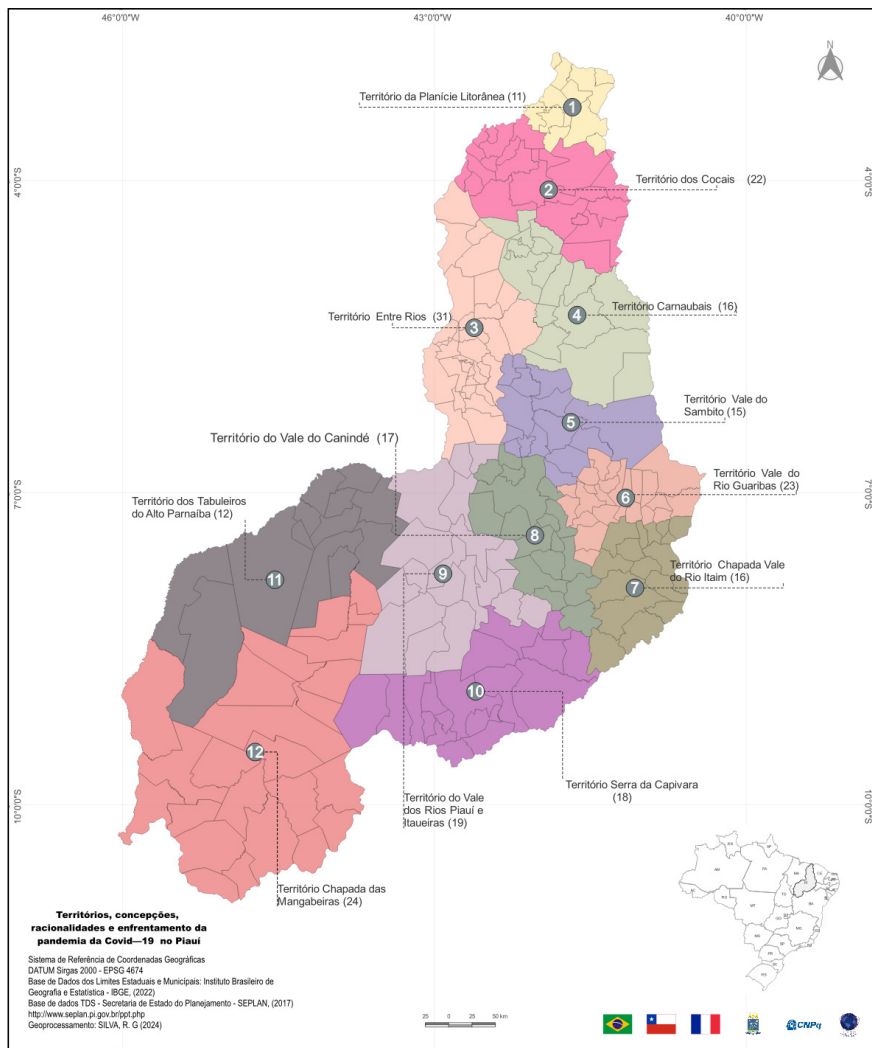 46°0'0"W
43°0'0"W
40°0'0"W
N
Território da Planície Litorânea (11)
1
4°0'0"S
4°0'0"S
Território dos Cocais (22)
2
Território Carnaubais (16)
4
Território Entre Rios (31)
3
Território Vale do
Sambito (15)
5
Território do Vale do Canindé (17)
Território Vale do
Rio Guaribas (23)
6
7°0'0"S
7°0'0"S
Território dos Tabuleiros
do Alto Parnaíba (12)
8
Território Chapada Vale
do Rio Itaim (16)
9
11
7
10
12
Território Serra da Capivara
(18)
Território do Vale
dos Rios Piauí e
Itaueiras (19)
10°0'0"S
10°0'0"S
Território Chapada das
Mangabeiras (24)
Territórios, concepções,
racionalidades e enfrentamento da
pandemia da Covid—19 no Piauí
Sistema de Referência de Coordenadas Geográficas
DATUM Sirgas 2000 - EPSG 4674
Base de Dados dos Limites Estaduais e Municipais: Instituto Brasileiro de
Geografia e Estatística - IBGE, (2022)
Base de dados TDS - Secretaria de Estado do Planejamento - SEPLAN, (2017)
http://www.seplan.pi.gov.br/ppt.php
Geoprocessamento: SILVA, R. G (2024)
25 0 25 50 km
CNPq